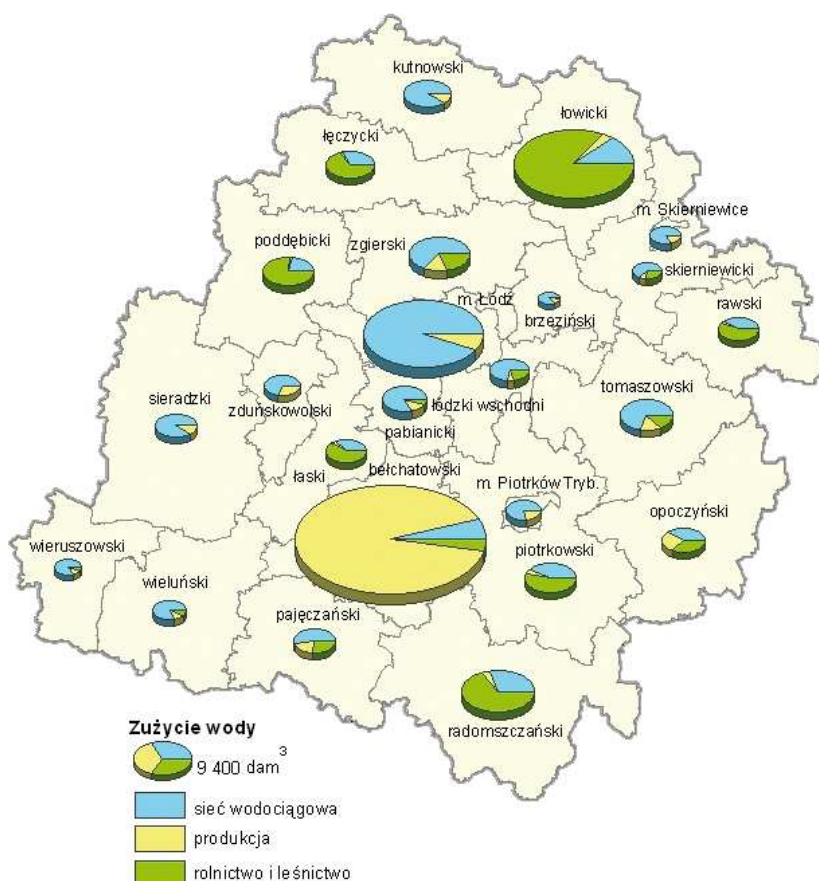 kutnowski
łowicki
łęczycki
m. Skierniewice
poddębicki
zgierski
skierniewicki
m. Łódź
brzeziński
rawski
sieradzki
zduńskowolski
łódzki wschodni
tomaszowski
pabianicki
łaski
bełchatowski
m. Piotrków Tryb.
opoczyński
wieruszowski
wieluński
piotrkowski
pajęczański
radomszczański
Zużycie wody
9 400 dam³
sieć wodociągowa
produkcja
rolnictwo i leśnictwo